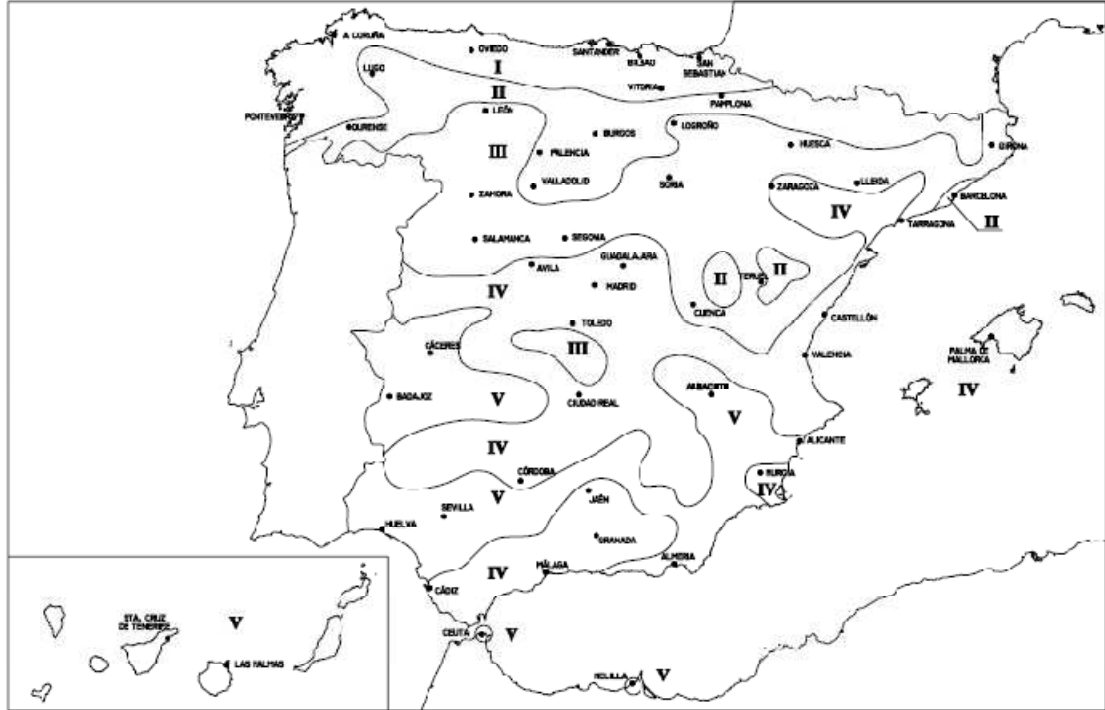 A CORUÑA
OVIEDO
SANTANDER
BILBAO
SAN
SEBASTIAN
LUGO
I
VITORIA
II
PAMPLONA
LEÓN
PONTEVEDRA
OURENSE
LOGROÑO
BURGOS
HUESCA
GIRONA
III
PALENCIA
VALLADOLID
SORIA
ZARAGOZA
LLEIDA
ZAMORA
BARCELONA
IV
TARRAGONA
II
SALAMANCA
SEGOVIA
AVILA
GUADALAJARA
II
II
TERUEL
IV
MADRID
CUENCA
CASTELLÓN
TOLEDO
CÁCERES
III
VALENCIA
PALMA DE
MALLORCA
IV
BADAJOZ
V
CIUDAD REAL
ALBACETE
V
ALICANTE
IV
CÓRDOBA
MURCIA
IV
V
JAÉN
SEVILLA
HUELVA
GRANADA
ALMERIA
IV
MÁLAGA
CÁDIZ
STA. CRUZ
DE TENERIFE
V
CEUTA
V
LAS PALMAS
MELILLA
V